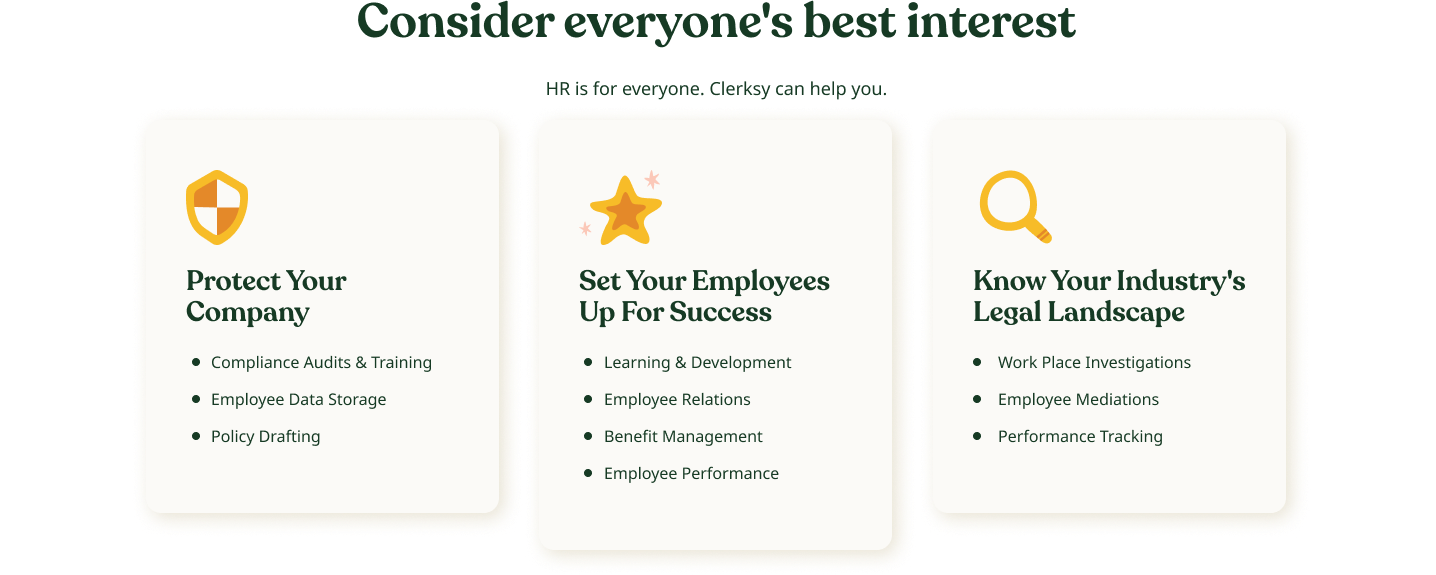 Consider everyone's best interest
HR is for everyone. Clerksy can help you.
Protect Your
Company
• Compliance Audits & Training
• Employee Data Storage
• Policy Drafting
Set Your Employees
Up For Success
• Learning & Development
• Employee Relations
• Benefit Management
• Employee Performance
Know Your Industry's
Legal Landscape
• Work Place Investigations
• Employee Mediations
• Performance Tracking